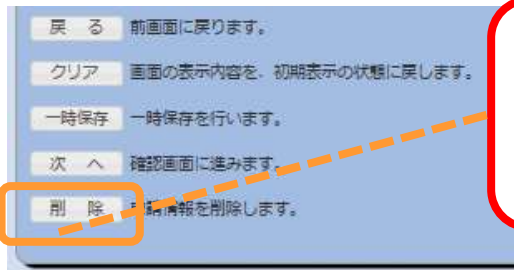 戻 る 前画面に戻ります。
クリア 画面の表示内容を、初期表示の状態に戻します。
一時保存 一時保存を行います。
次 へ 確認画面に進みます。
削 除 申請情報を削除します。